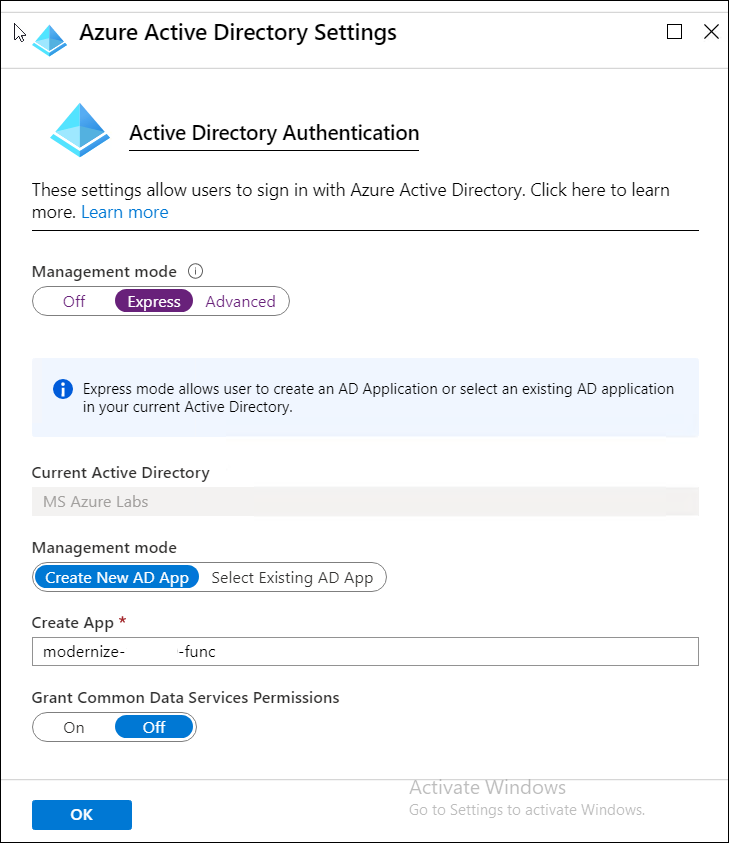 Azure Active Directory Settings
Active Directory Authentication
These settings allow users to sign in with Azure Active Directory. Click here to learn
more. Learn more
Management mode
Off Express Advanced
Express mode allows user to create an AD Application or select an existing AD application
in your current Active Directory.
Current Active Directory
MS Azure Labs
Management mode
Create New AD App Select Existing AD App
Create App *
modernize- -func
Grant Common Data Services Permissions
On Off
Activate Windows
Go to Settings to activate Windows.
OK